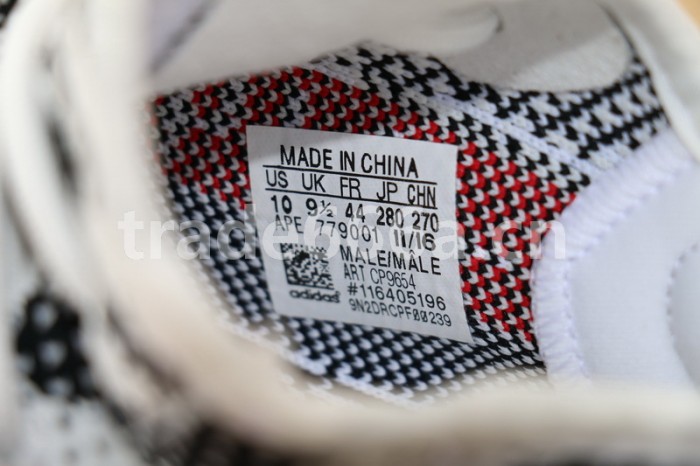 MADE IN CHINA
US UK FR JP CHN
10 9½ 44 280 270
APE 779001 11/16
MALE/MÂLE
ART CP9654
#116405196
9N2DRCPF00239
adidas